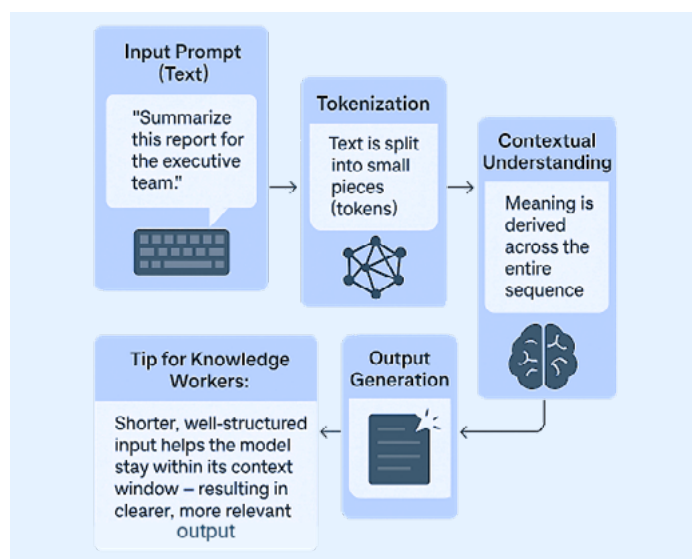 Input Prompt
(Text)
"Summarize
this report for
the executive
team."
Tokenization
Text is split
into small
pieces
(tokens)
Contextual
Understanding
Meaning is
derived
across the
entire
sequence
Output
Generation
Tip for Knowledge
Workers:
Shorter, well-structured
input helps the model
stay within its context
window – resulting in
clearer, more relevant
output